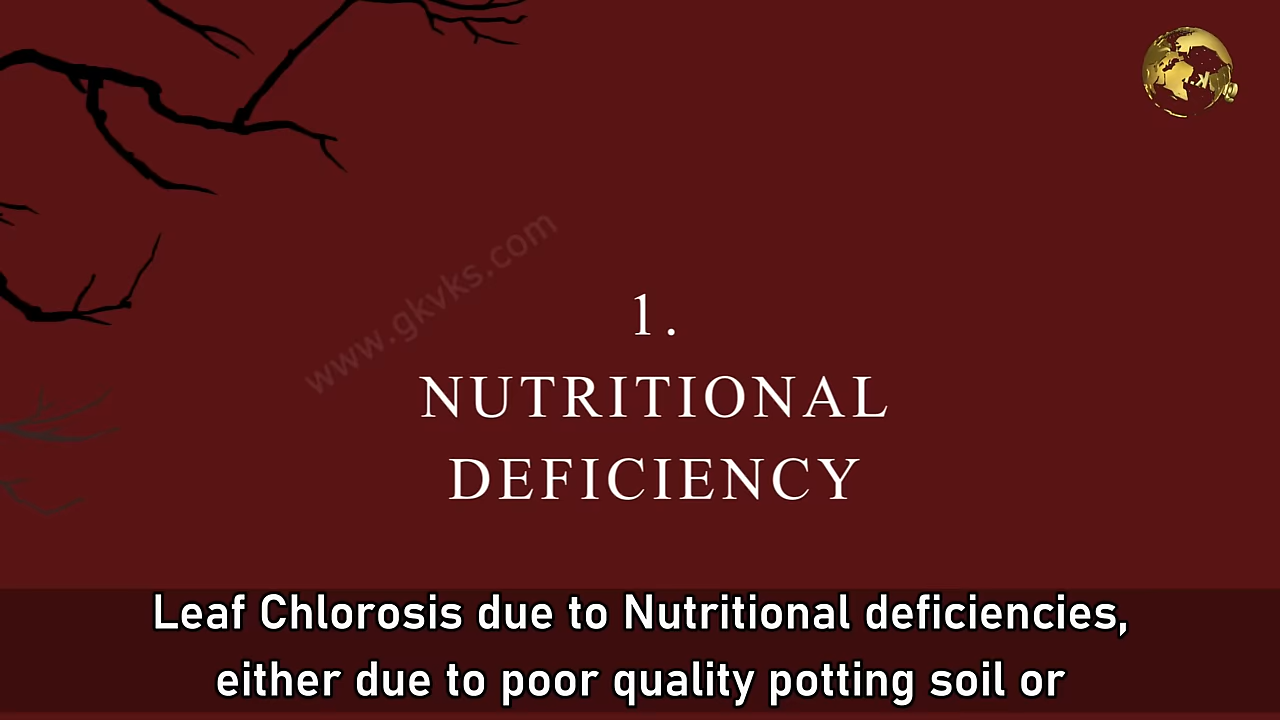 www.gkvks.com
1.
NUTRITIONAL
DEFICIENCY
Leaf Chlorosis due to Nutritional deficiencies,
either due to poor quality potting soil or